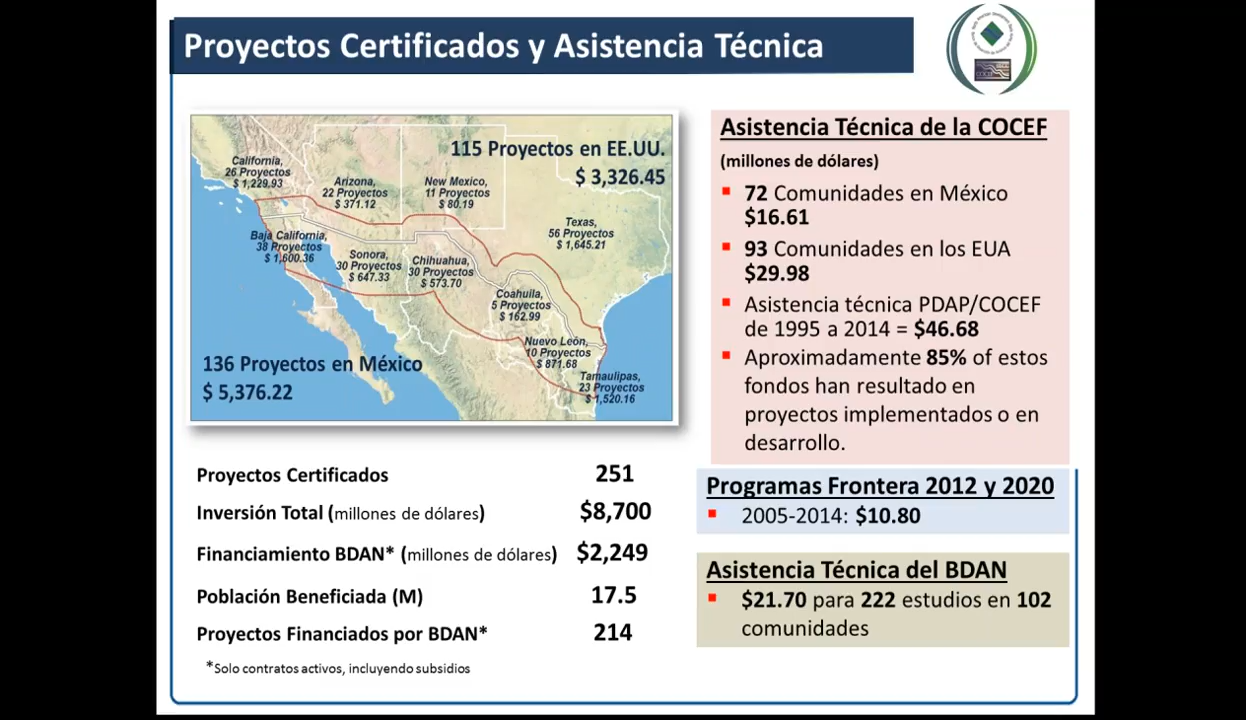 Proyectos Certificados y Asistencia Técnica
115 Proyectos en EE.UU.
$ 3,326.45
California,
26 Proyectos
$ 1,229.93
Arizona,
22 Proyectos
$ 371.12
New Mexico,
11 Proyectos
$ 80.19
Texas,
56 Proyectos
$ 1,645.21
Baja California,
38 Proyectos
$ 1,600.36
Sonora,
30 Proyectos
$ 647.33
Chihuahua,
30 Proyectos
$ 573.70
Coahuila,
5 Proyectos
$ 162.99
Nuevo León,
10 Proyectos
$ 871.68
Tamaulipas,
23 Proyectos
$ 1,520.16
136 Proyectos en México
$ 5,376.22
Proyectos Certificados 251
Inversión Total (millones de dólares) $8,700
Financiamiento BDAN* (millones de dólares) $2,249
Población Beneficiada (M) 17.5
Proyectos Financiados por BDAN* 214
*Solo contratos activos, incluyendo subsidios
Asistencia Técnica de la COCEF
(millones de dólares)
72 Comunidades en México
$16.61
93 Comunidades en los EUA
$29.98
Asistencia técnica PDAP/COCEF
de 1995 a 2014 = $46.68
Aproximadamente 85% of estos
fondos han resultado en
proyectos implementados o en
desarrollo.
Programas Frontera 2012 y 2020
2005-2014: $10.80
Asistencia Técnica del BDAN
$21.70 para 222 estudios en 102
comunidades